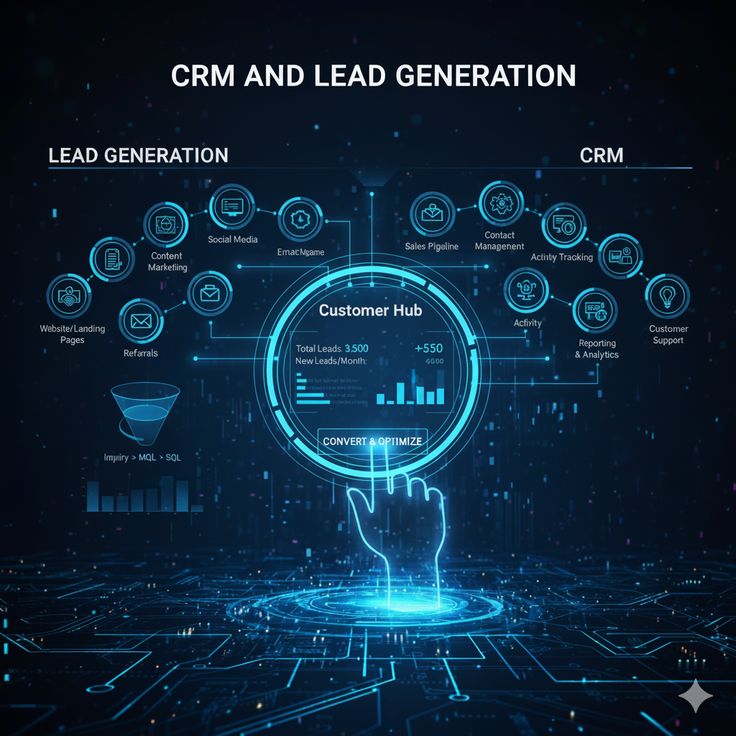 CRM AND LEAD GENERATION
LEAD GENERATION
CRM
Content
Marketing
Social Media
ErnacNgame
Website/Landing
Pages
Referrals
Sales Pigaline
Contact
Management
Activity Tracking
Activity
Reporting
& Analytics
Customer
Support
Customer Hub
Total Leads 3.500
+550
New Leads/Month:
CONVERT & OPTIMIZE
Inquiry > MQL > SQL